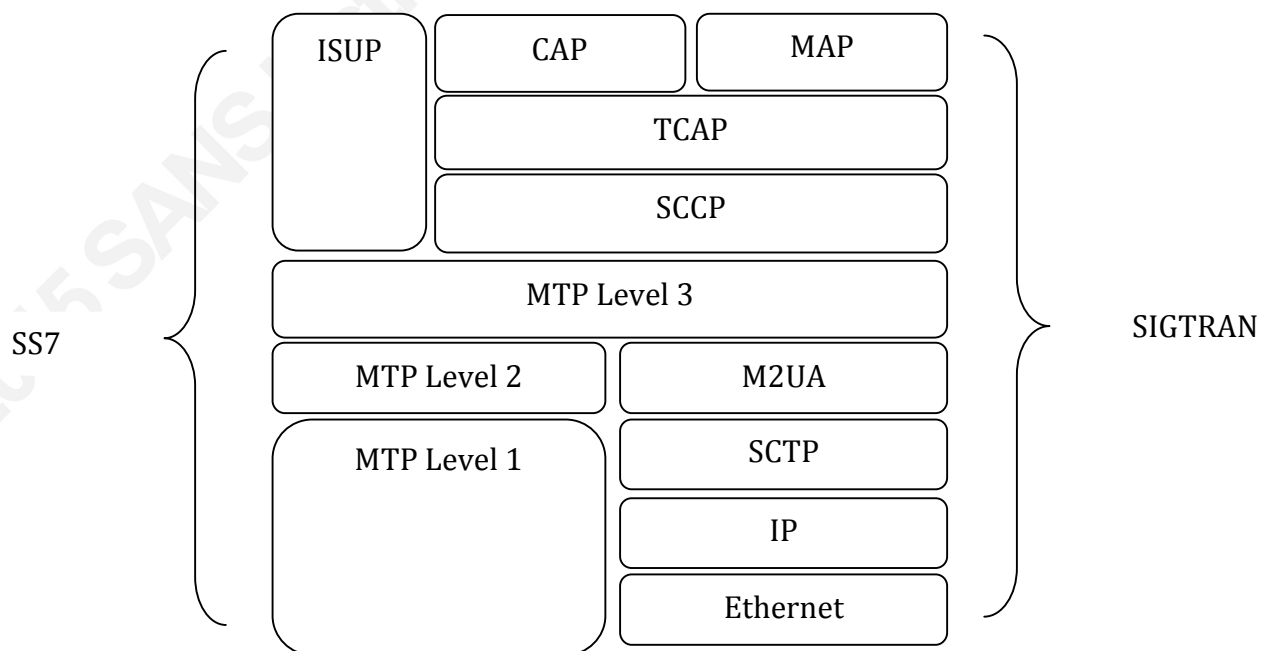 ISUP
CAP
MAP
TCAP
SCCP
MTP Level 3
SS7
SIGTRAN
MTP Level 2
M2UA
MTP Level 1
SCTP
IP
Ethernet